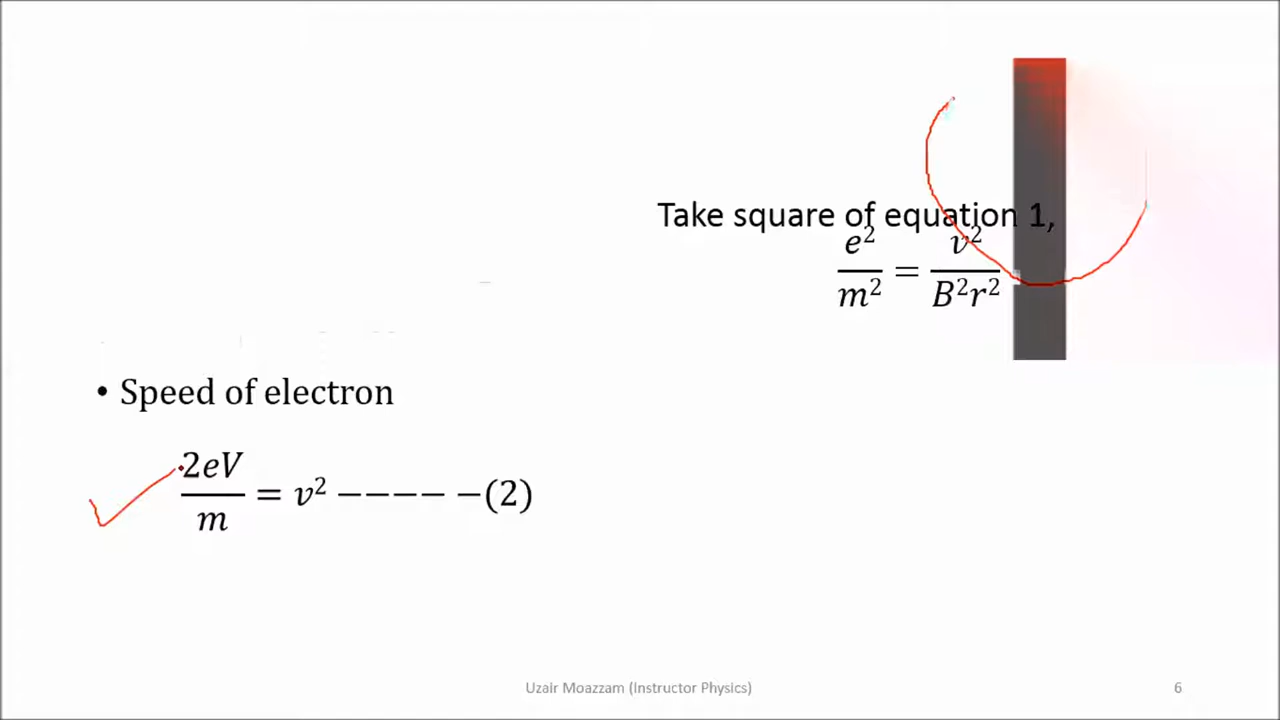 Take square of equation 1,
e²/m² = v²/B²r²
• Speed of electron
2eV/m = v² −−−−− −(2)
Uzair Moazzam (Instructor Physics)
6